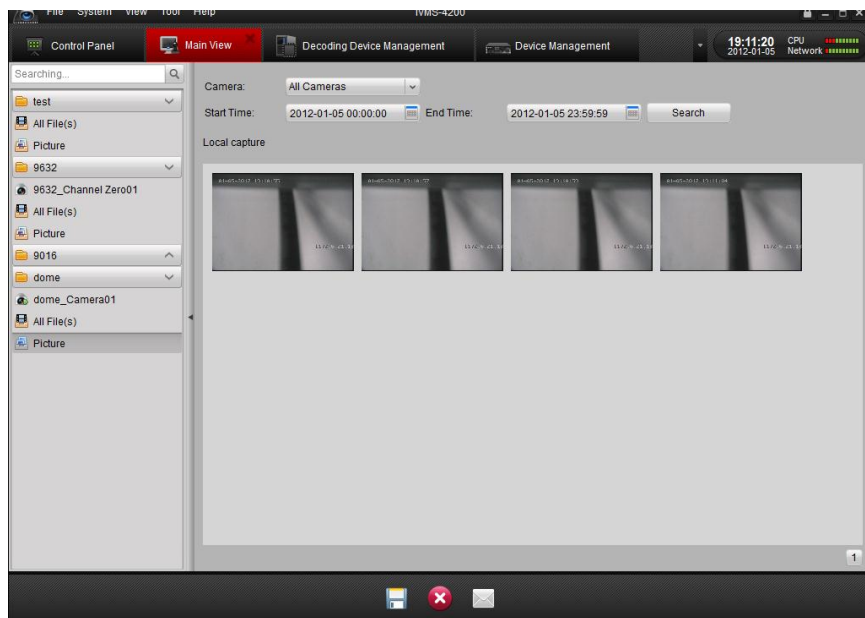 File System View Tool Help iVMS-4200
Control Panel Main View Decoding Device Management Device Management 19:11:20 CPU
2012-01-05 Network
Searching...
Camera: All Cameras
Start Time: 2012-01-05 00:00:00 End Time: 2012-01-05 23:59:59 Search
Local capture
test
All File(s)
Picture
9632
9632_Channel Zero01
All File(s)
Picture
9016
dome
dome_Camera01
All File(s)
Picture
1